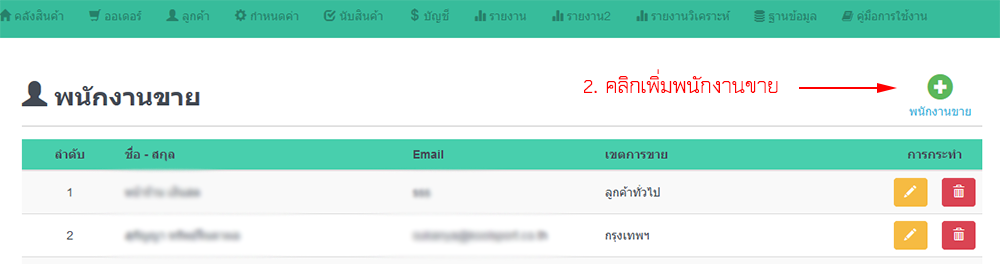 คลังสินค้า ออเดอร์ ลูกค้า กำหนดค่า นับสินค้า บัญชี รายงาน รายงาน2 รายงานวิเคราะห์ ฐานข้อมูล คู่มือการใช้งาน
พนักงานขาย
2. คลิกเพิ่มพนักงานขาย
พนักงานขาย
ลำดับ ชื่อ - สกุล Email เขตการขาย การกระทำ
1 ลูกค้าทั่วไป
2 กรุงเทพฯ